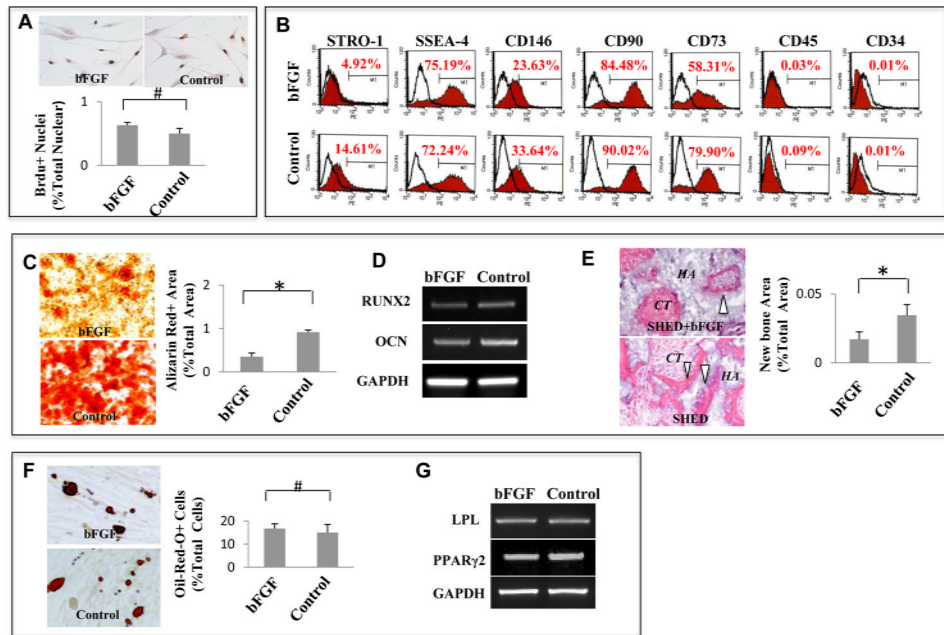 A
bFGF
Control
#
Brdu+ Nuclei
(%Total Nuclear)
1
0
bFGF
Control
B
STRO-1 SSEA-4 CD146 CD90 CD73 CD45 CD34
bFGF
4.92% 75.19% 23.63% 84.48% 58.31% 0.03% 0.01%
Counts
M1
Control
14.61% 72.24% 33.64% 90.02% 79.90% 0.09% 0.01%
Counts
M1
C
bFGF
Control
Alizarin Red+ Area
(%Total Area)
2
1
0
*
bFGF
Control
D
bFGF Control
RUNX2
OCN
GAPDH
E
HA
CT
SHED+bFGF
CT
HA
SHED
New bone Area
(%Total Area)
0.05
0
*
bFGF
Control
F
bFGF
Control
Oil-Red-O+ Cells
(%Total Cells)
20
10
0
#
bFGF
Control
G
bFGF Control
LPL
PPARγ2
GAPDH